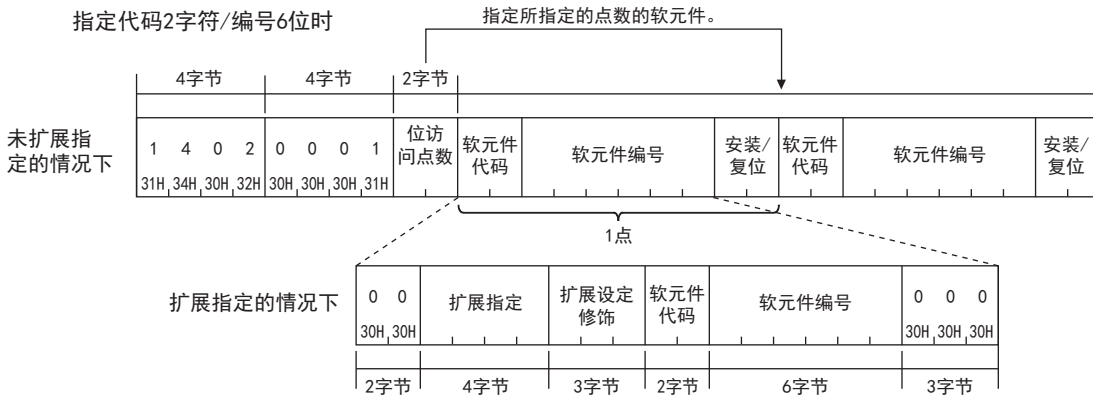 指定代码2字符/编号6位时
指定所指定的点数的软元件。
4字节 4字节 2字节
未扩展指
定的情况下
1 4 0 2 0 0 0 1 位访
问点数 软元件
代码 软元件编号 安装/
复位 软元件
代码 软元件编号 安装/
复位
31H 34H 30H 32H 30H 30H 30H 31H
1点
扩展指定的情况下
0 0 扩展指定 扩展设定
修饰 软元件
代码 软元件编号 0 0 0
30H 30H 30H 30H 30H
2字节 4字节 3字节 2字节 6字节 3字节